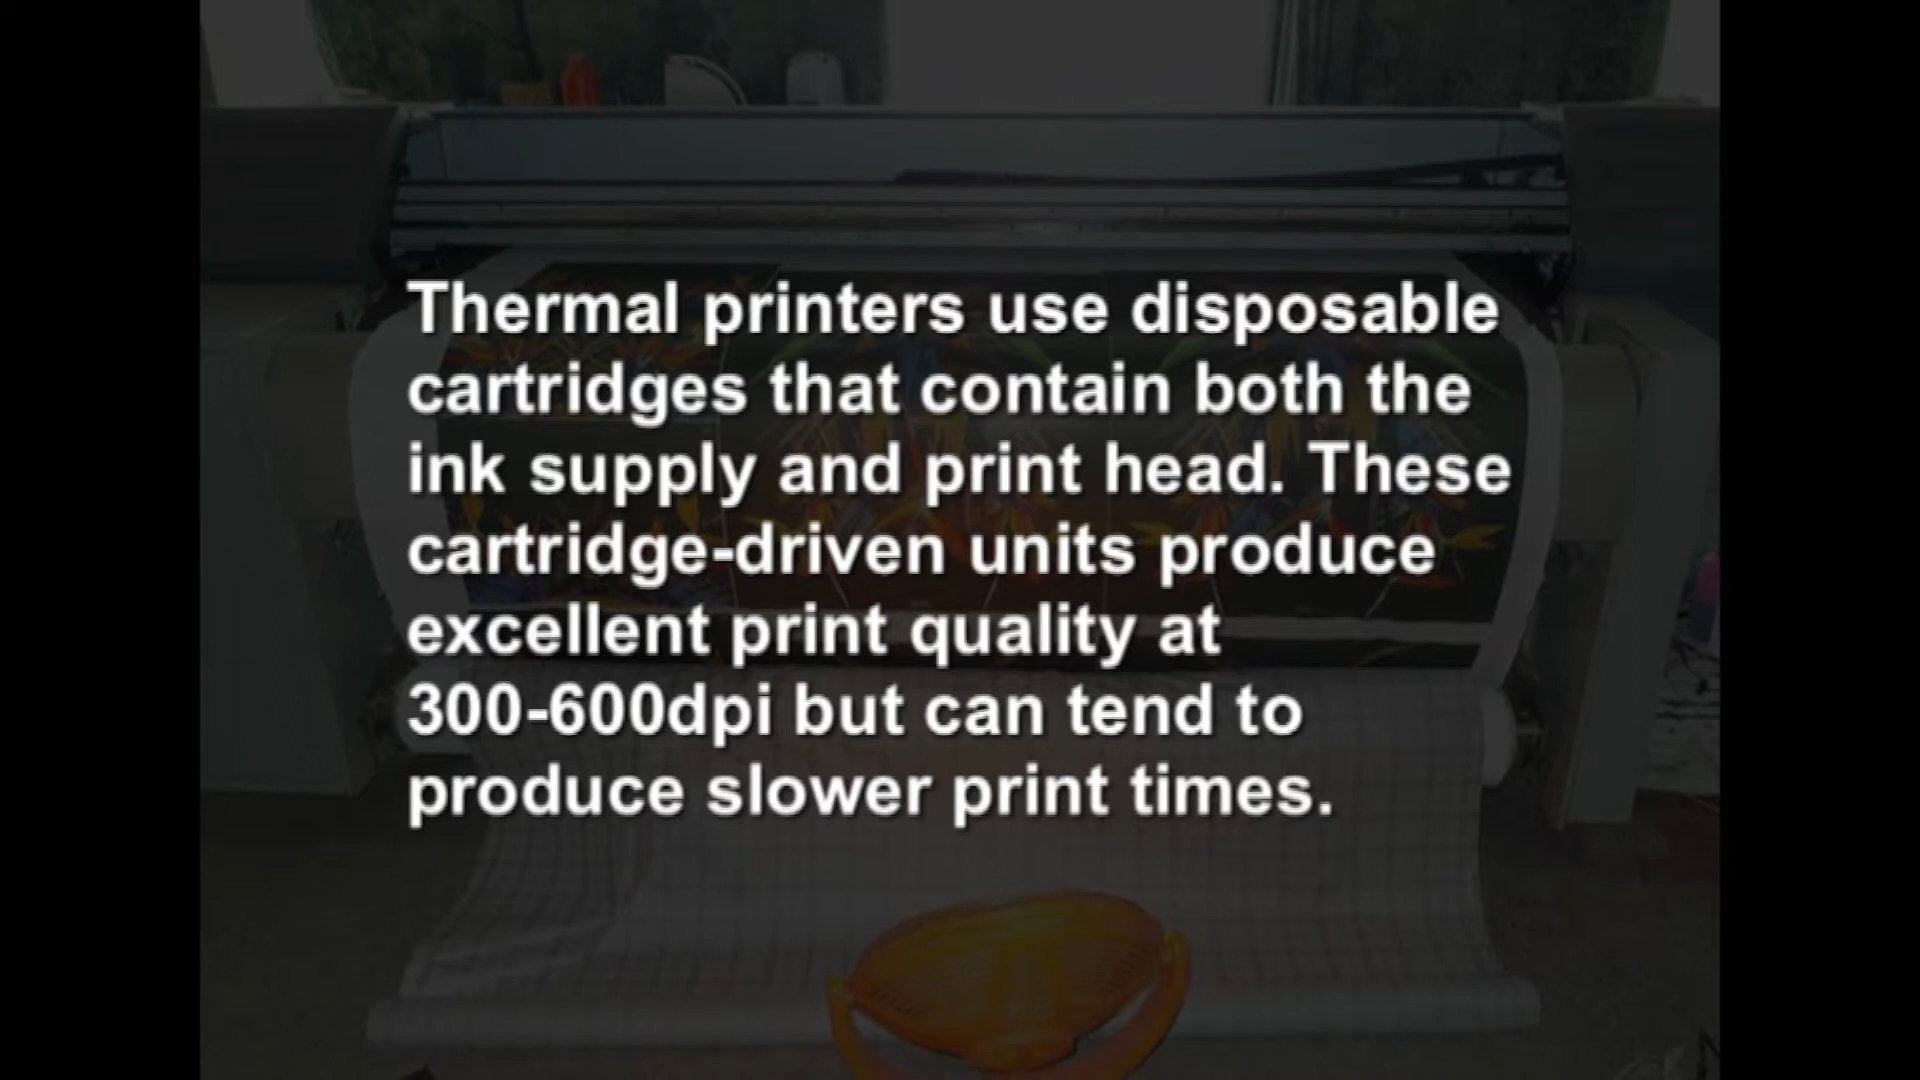 Thermal printers use disposable
cartridges that contain both the
ink supply and print head. These
cartridge-driven units produce
excellent print quality at
300-600dpi but can tend to
produce slower print times.